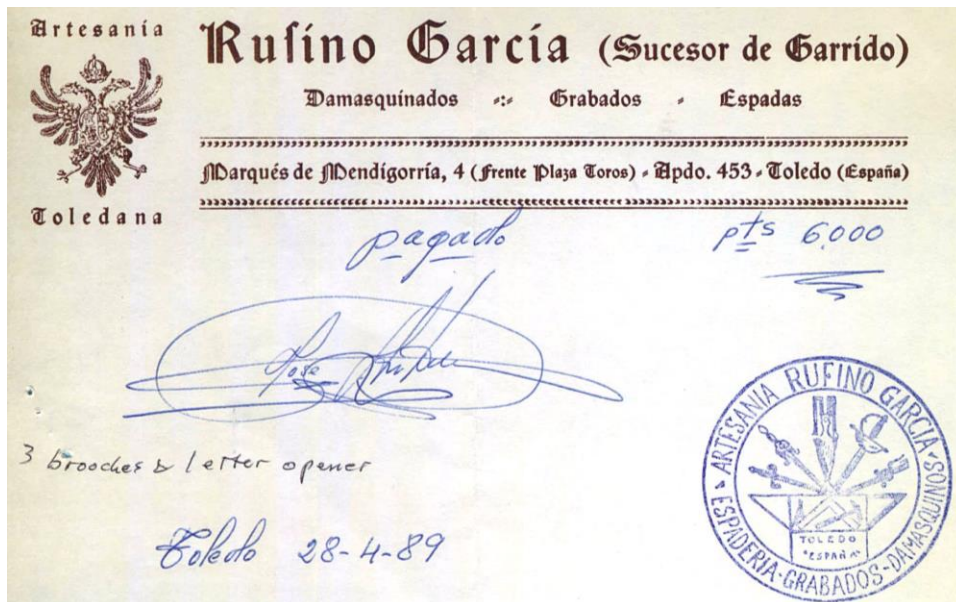 Artesanía
Toledana
Rufino García (Sucesor de Garrido)
Damasquinados -:- Grabados - Espadas
Marqués de Mendigorría, 4 (Frente Plaza Toros) - Apdo. 453 - Toledo (España)
pagado
pts 6.000
José
3 brooches & letter opener
Toledo 28-4-89
ARTESANIA RUFINO GARCIA
ESPADERIA-GRABADOS-DAMASQUINOS
TOLEDO
"ESPAÑA"